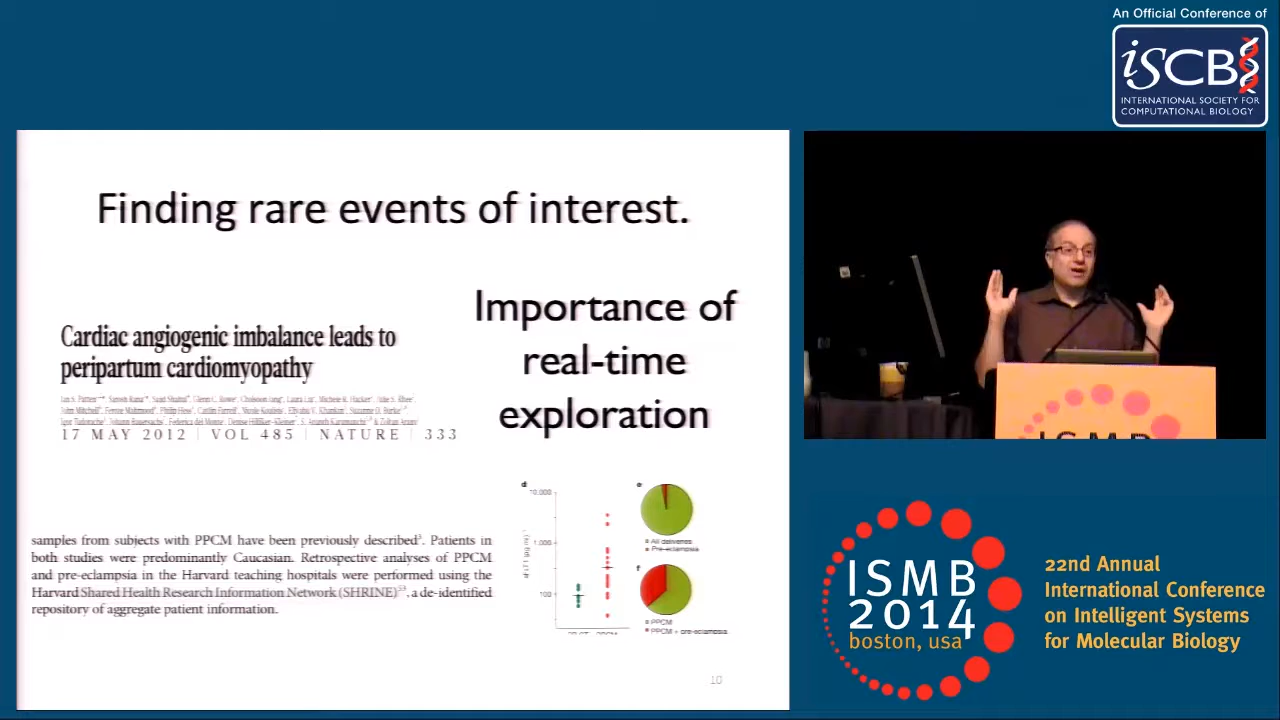 An Official Conference of
iSCB
INTERNATIONAL SOCIETY FOR
COMPUTATIONAL BIOLOGY
Finding rare events of interest.
Importance of
real-time
exploration
Cardiac angiogenic imbalance leads to
peripartum cardiomyopathy
17 MAY 2012 | VOL 485 | NATURE | 333
samples from subjects with PPCM have been previously described. Patients in
both studies were predominantly Caucasian. Retrospective analyses of PPCM
and pre-eclampsia in the Harvard teaching hospitals were performed using the
Harvard Shared Health Research Information Network (SHRINE), a de-identified
repository of aggregate patient information.
d
10,000
1,000
100
e
All deliveries
Pre-eclampsia
f
PPCM
PPCM + pre-eclampsia
10
ISMB
ISMB
2014
boston, usa
22nd Annual
International Conference
on Intelligent Systems
for Molecular Biology